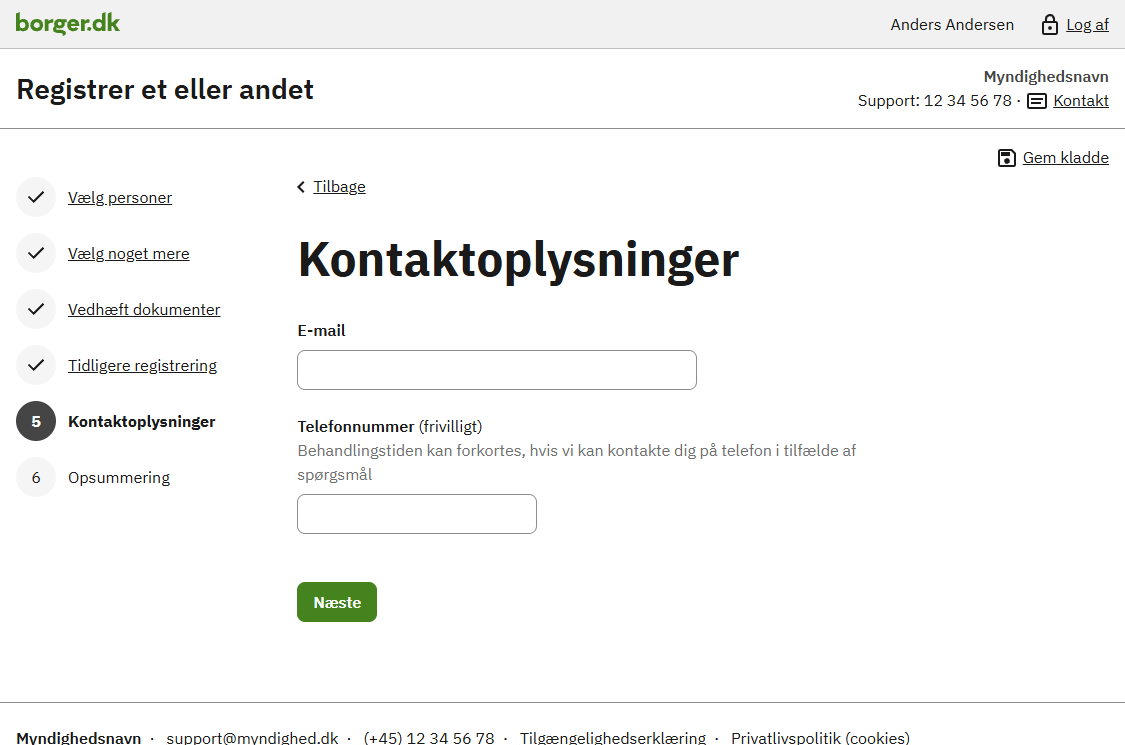 borger.dk
Anders Andersen
Log af
Registrer et eller andet
Myndighedsnavn
Support: 12 34 56 78 · Kontakt
Gem kladde
Vælg personer
Vælg noget mere
Vedhæft dokumenter
Tidligere registrering
5 Kontaktoplysninger
6 Opsummering
Tilbage
Kontaktoplysninger
E-mail
Telefonnummer (frivilligt)
Behandlingstiden kan forkortes, hvis vi kan kontakte dig på telefon i tilfælde af
spørgsmål
Næste
Myndighedsnavn · support@myndighed.dk · (+45) 12 34 56 78 · Tilgængelighedserklæring · Privatlivspolitik (cookies)